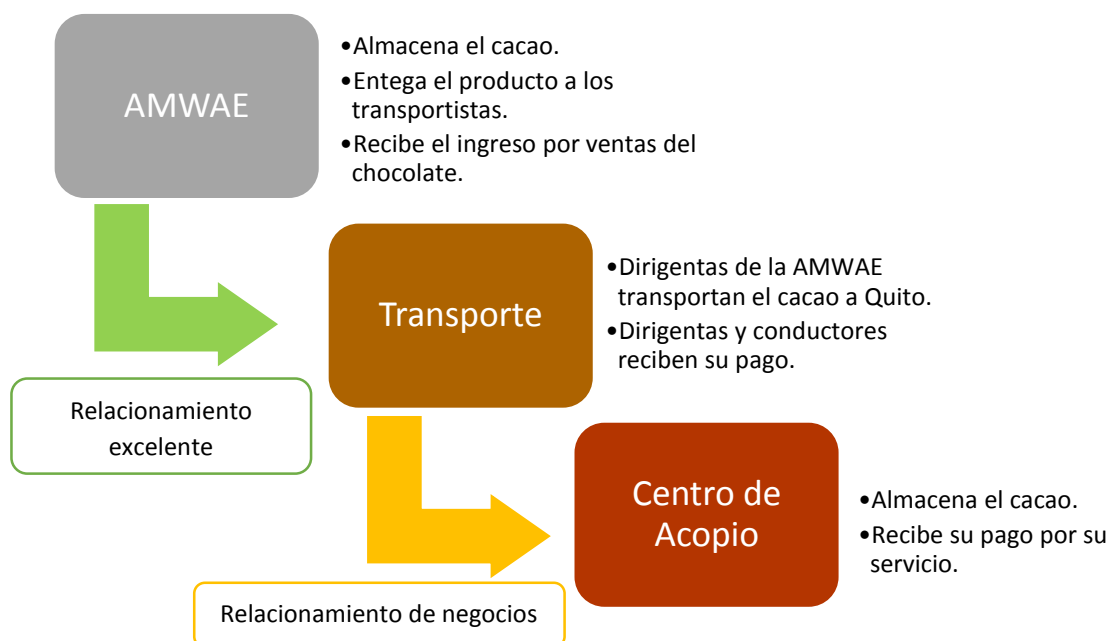 AMWAE
•Almacena el cacao.
•Entega el producto a los
transportistas.
•Recibe el ingreso por ventas del
chocolate.
Transporte
•Dirigentas de la AMWAE
transportan el cacao a Quito.
•Dirigentas y conductores
reciben su pago.
Relacionamiento
excelente
Centro de
Acopio
•Almacena el cacao.
•Recibe su pago por su
servicio.
Relacionamiento de negocios